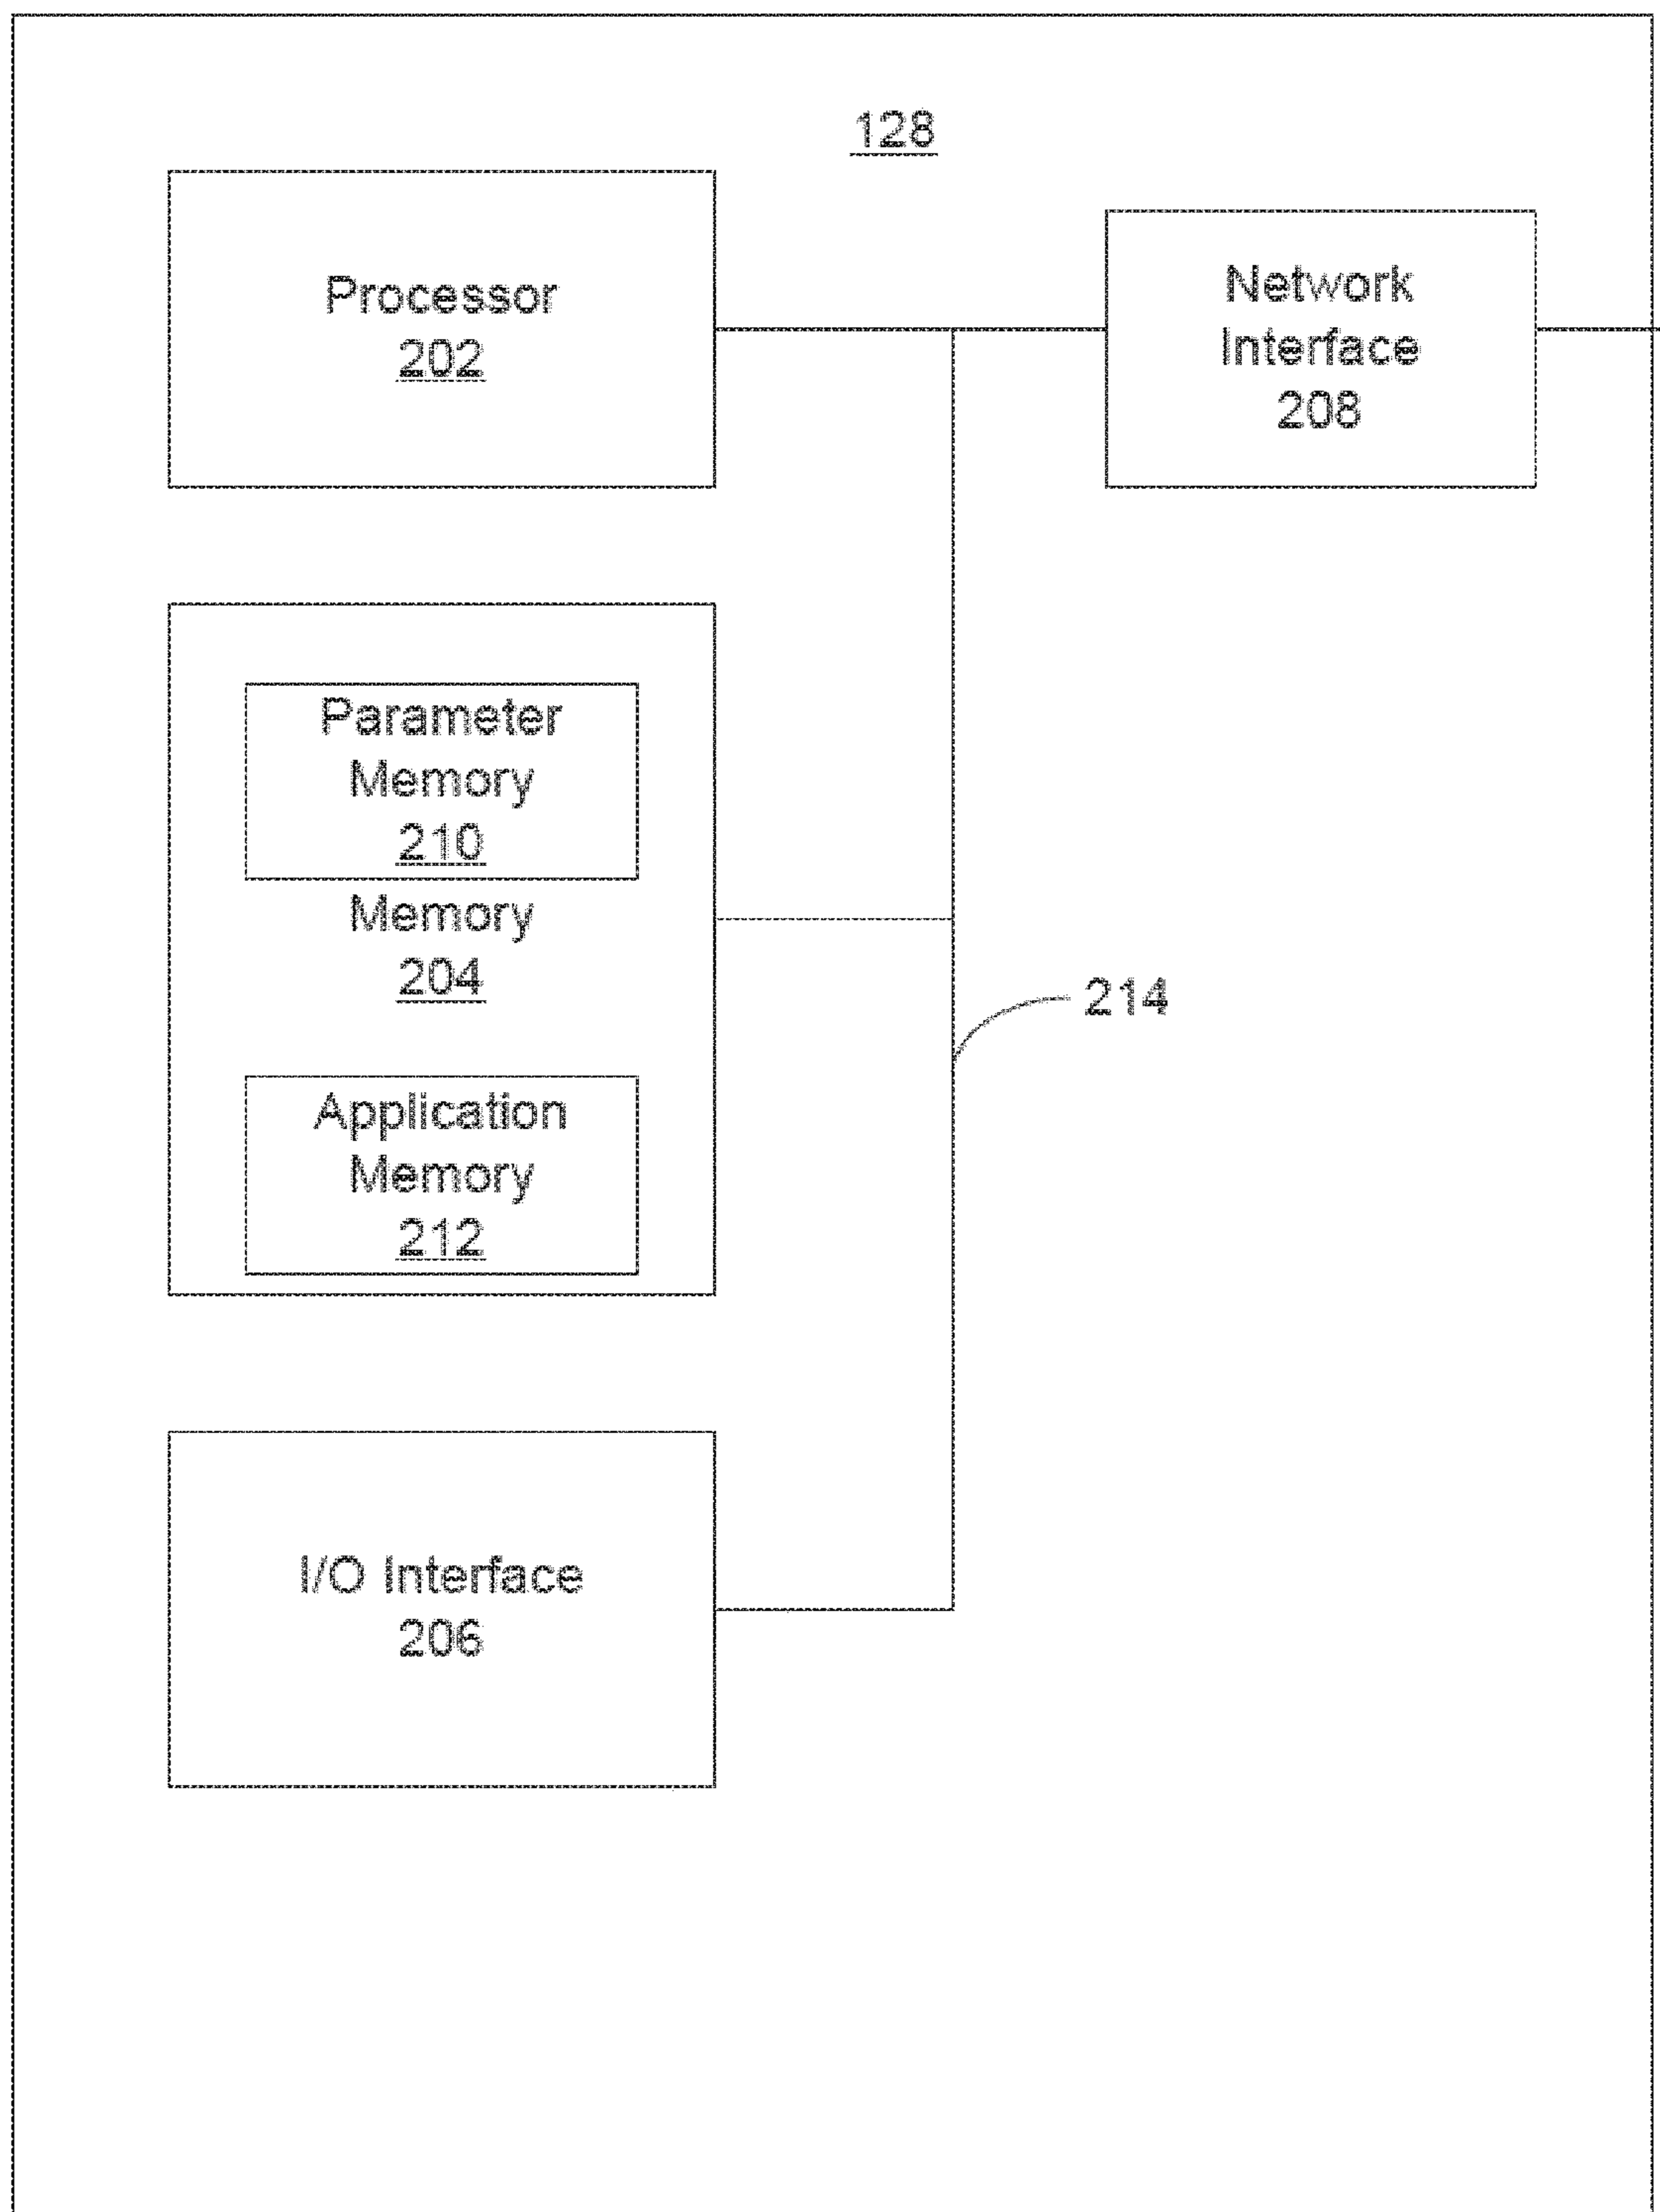 128
Processor
202
Network
Interface
208
Parameter
Memory
210
Memory
204
214
Application
Memory
212
I/O Interface
206